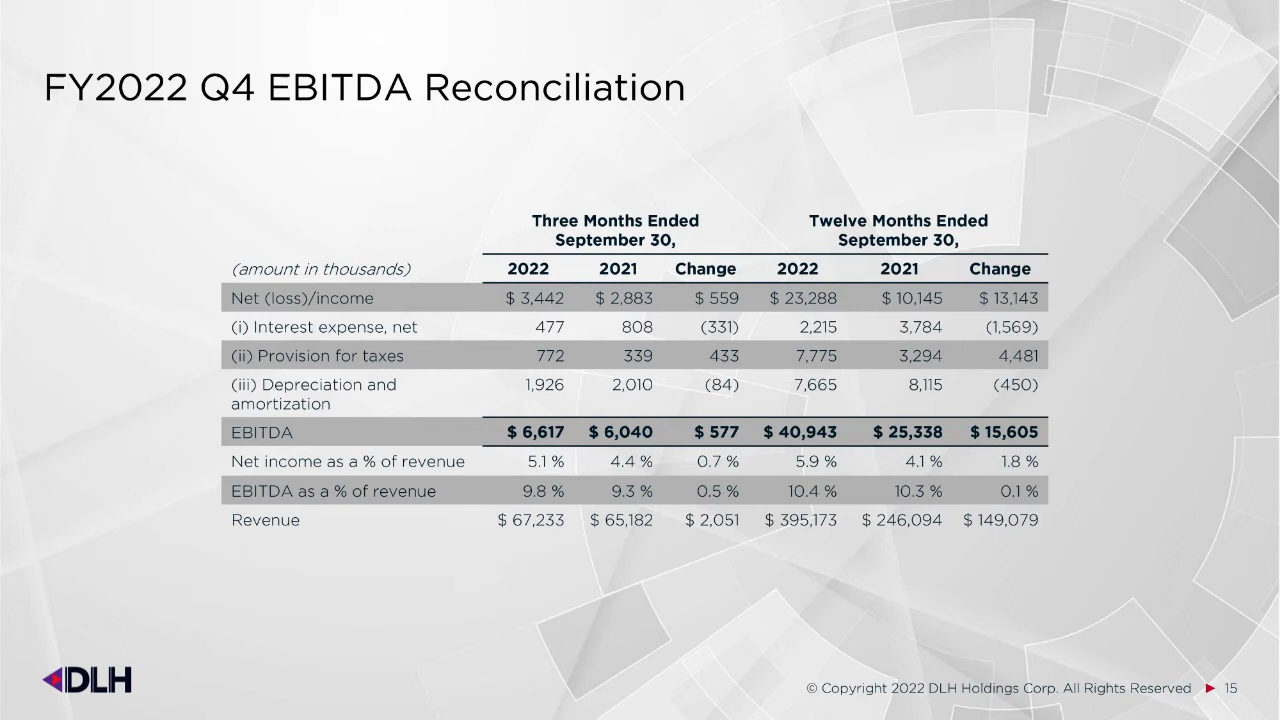 FY2022 Q4 EBITDA Reconciliation
Three Months Ended September 30, Twelve Months Ended September 30,
(amount in thousands) 2022 2021 Change 2022 2021 Change
Net (loss)/income $ 3,442 $ 2,883 $ 559 $ 23,288 $ 10,145 $ 13,143
(i) Interest expense, net 477 808 (331) 2,215 3,784 (1,569)
(ii) Provision for taxes 772 339 433 7,775 3,294 4,481
(iii) Depreciation and amortization 1,926 2,010 (84) 7,665 8,115 (450)
EBITDA $ 6,617 $ 6,040 $ 577 $ 40,943 $ 25,338 $ 15,605
Net income as a % of revenue 5.1 % 4.4 % 0.7 % 5.9 % 4.1 % 1.8 %
EBITDA as a % of revenue 9.8 % 9.3 % 0.5 % 10.4 % 10.3 % 0.1 %
Revenue $ 67,233 $ 65,182 $ 2,051 $ 395,173 $ 246,094 $ 149,079
DLH
© Copyright 2022 DLH Holdings Corp. All Rights Reserved ► 15